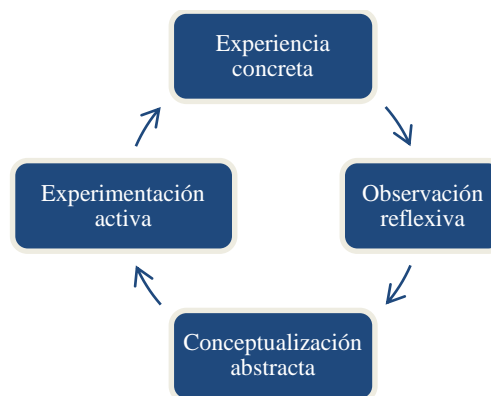 Experiencia
concreta
Observación
reflexiva
Conceptualización
abstracta
Experimentación
activa